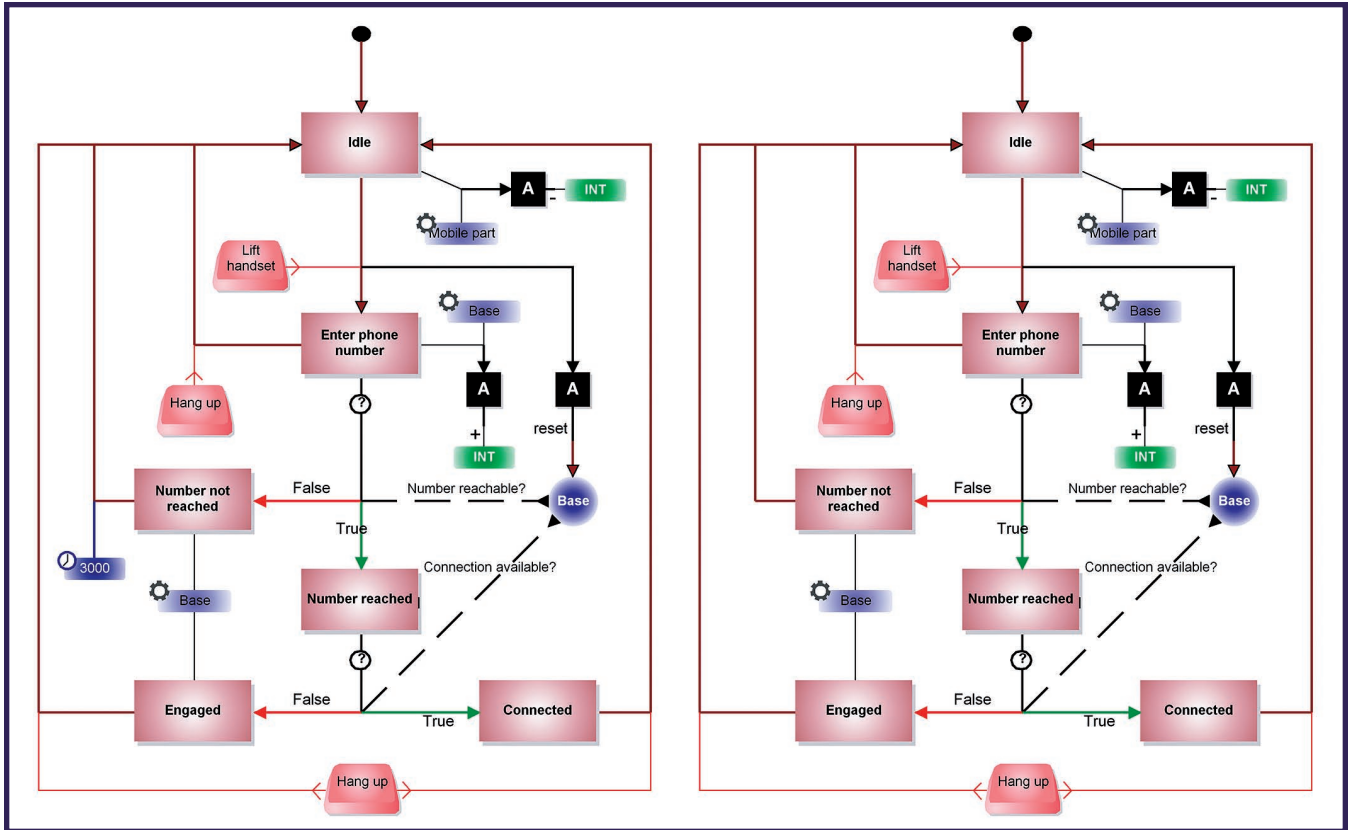 Idle
A
INT
-
Mobile part
Lift
handset
Base
Enter phone
number
?
A
A
Hang up
reset
+
INT
Number not
reached
False
Number reachable?
Base
True
3000
Connection available?
Base
Number reached
?
Engaged
False
True
Connected
Hang up
Idle
A
INT
-
Mobile part
Lift
handset
Base
Enter phone
number
?
A
A
Hang up
reset
+
INT
Number not
reached
False
Number reachable?
Base
True
Connection available?
Base
Number reached
?
Engaged
False
True
Connected
Hang up